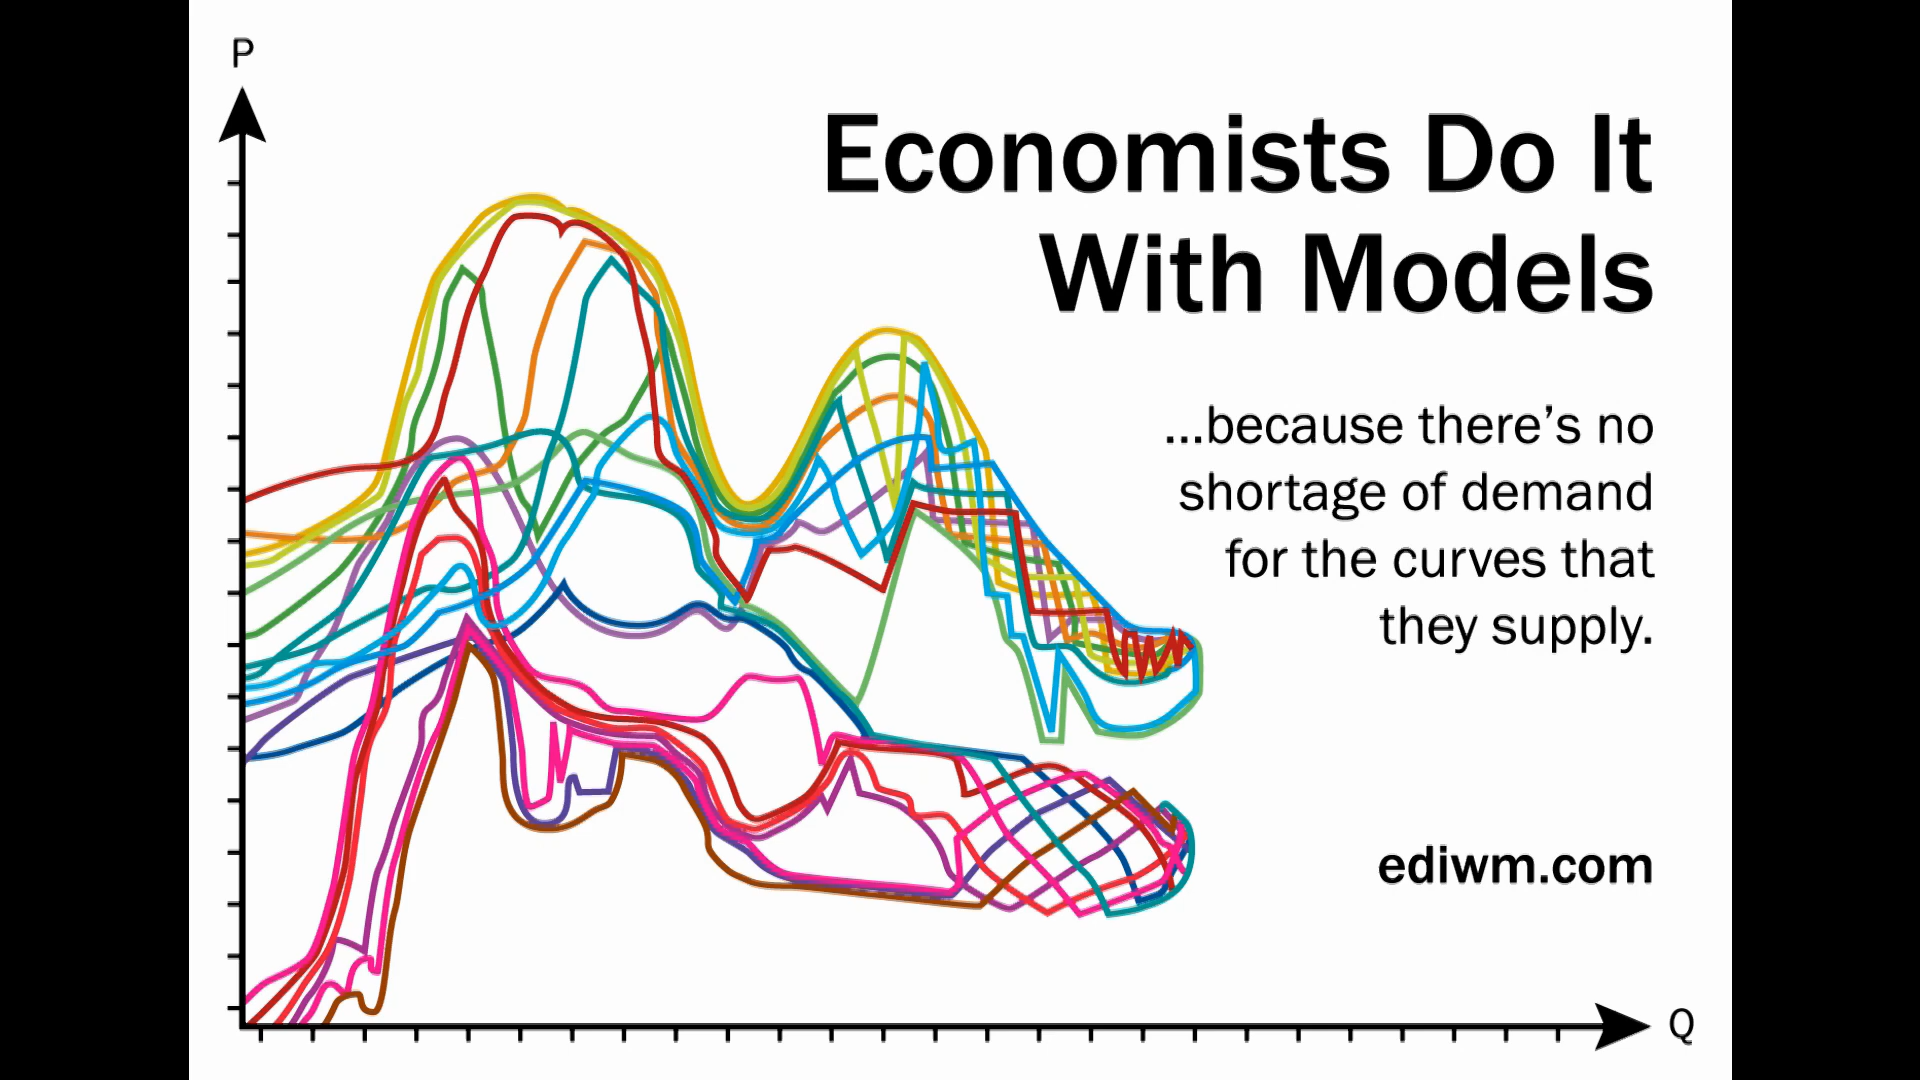 P
Economists Do It
With Models
...because there's no
shortage of demand
for the curves that
they supply.
ediwm.com
Q